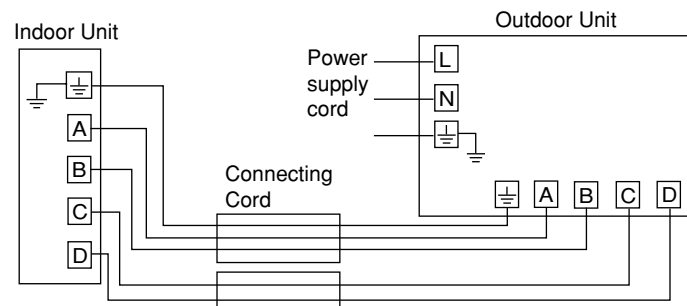 Indoor Unit
Outdoor Unit
Power
supply
cord
L
N
A
B
C
D
Connecting
Cord
A
B
C
D